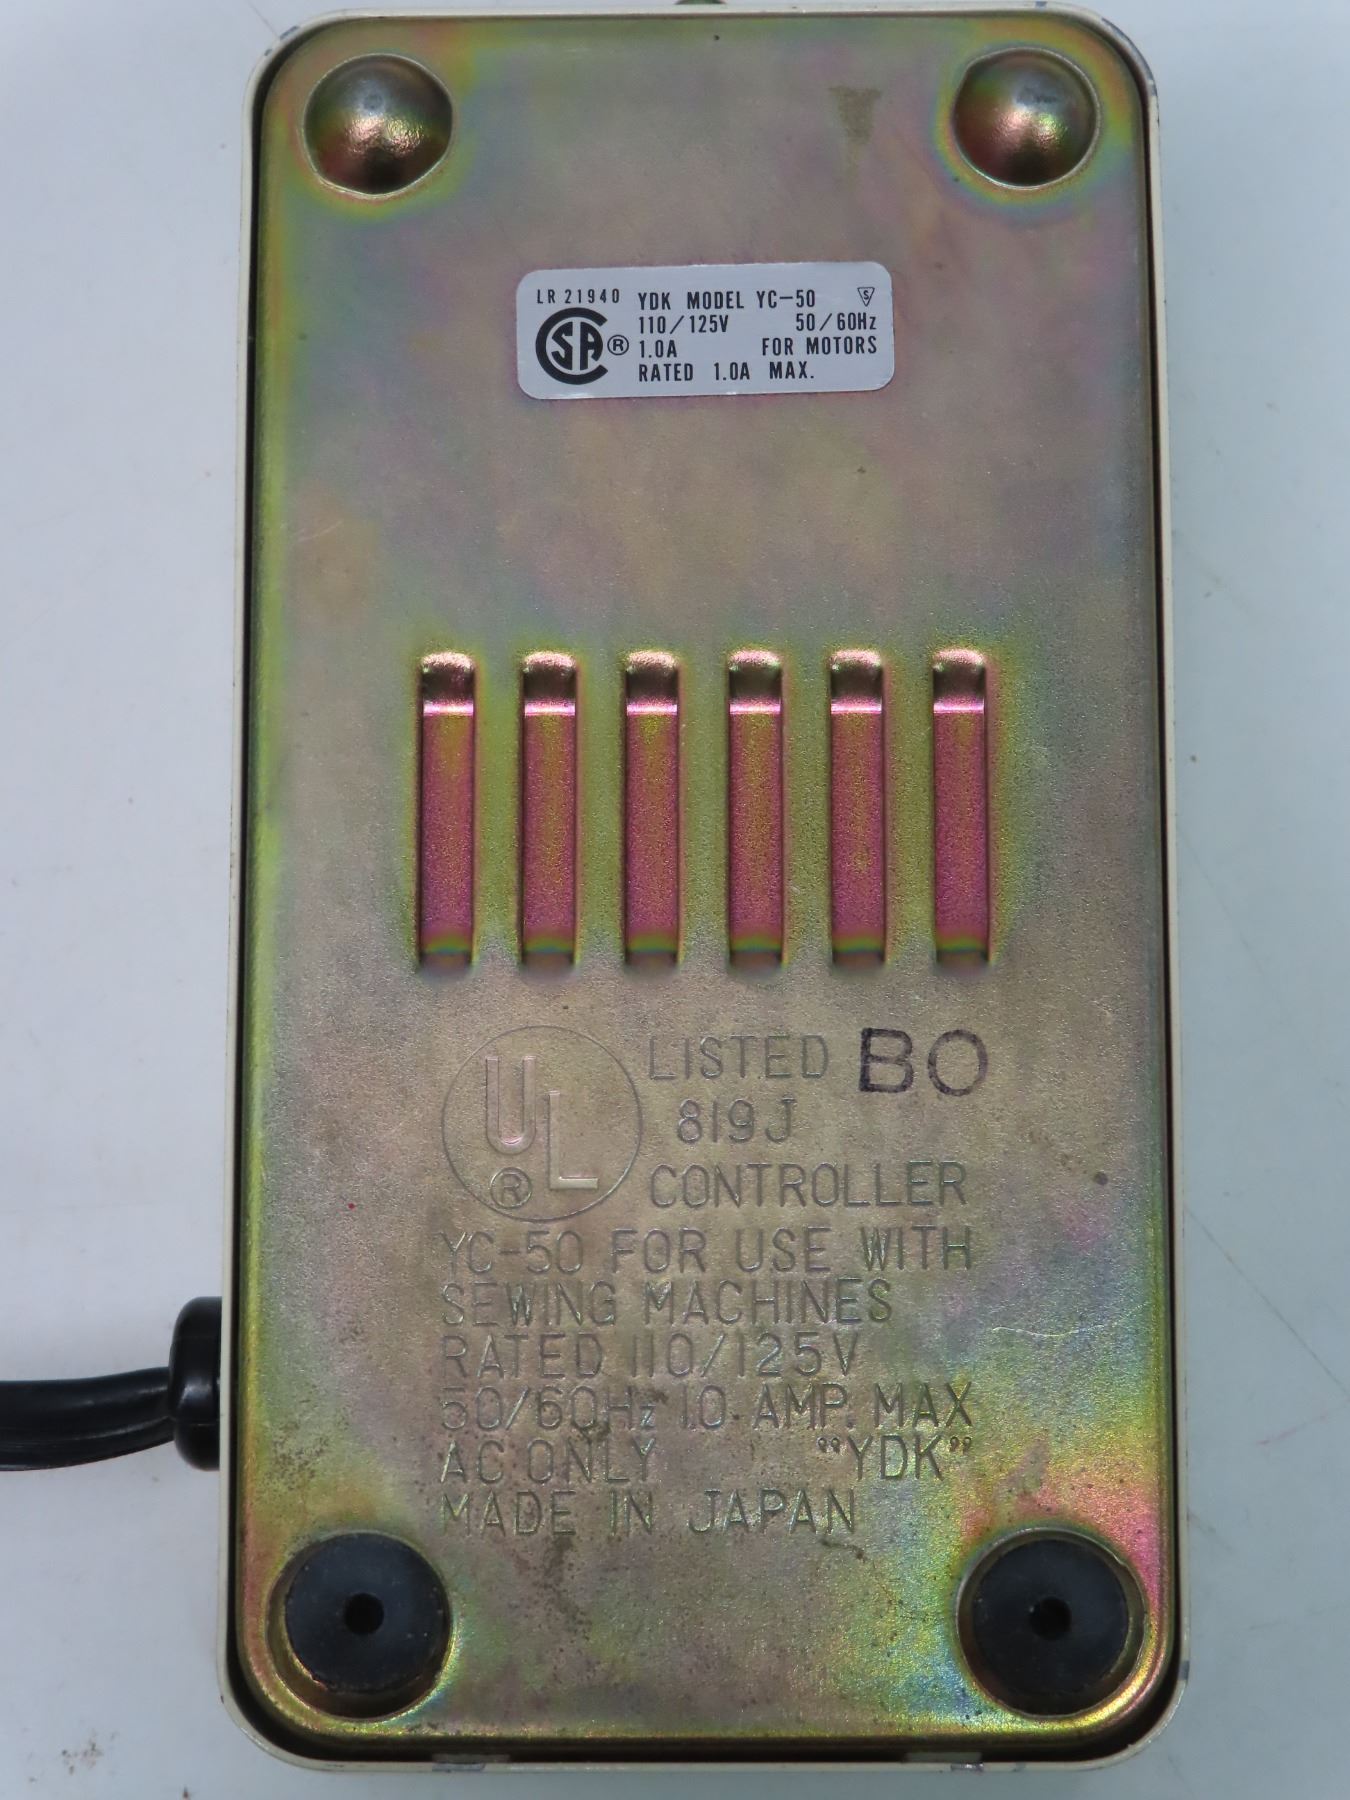 LR 21940 YDK MODEL YC-50 S
110/125V 50/60Hz
CSA ® 1.0A FOR MOTORS
RATED 1.0A MAX.
UL ® LISTED BO
819J
CONTROLLER
YC-50 FOR USE WITH
SEWING MACHINES
RATED 110/125V
50/60Hz 1.0 AMP. MAX
AC ONLY "YDK"
MADE IN JAPAN